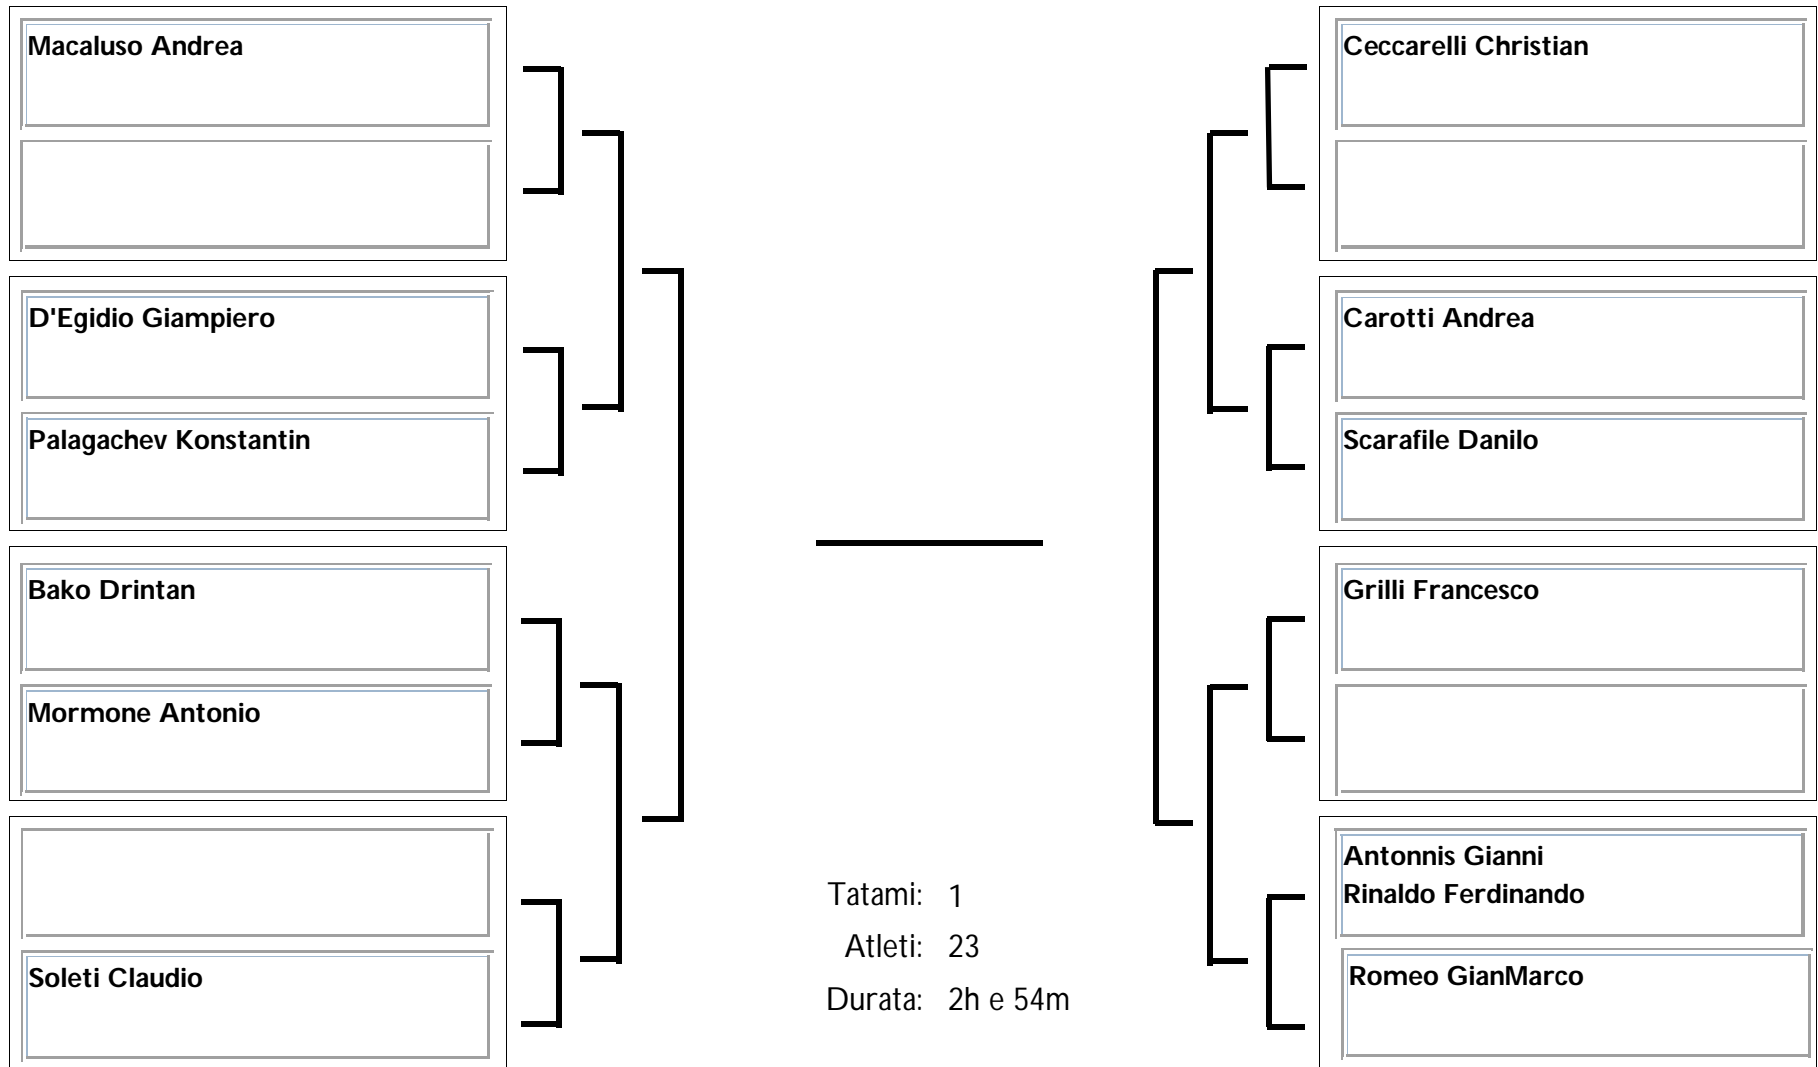 Macaluso Andrea
D'Egidio Giampiero
Palagachev Konstantin
Bako Drintan
Mormone Antonio
Soleti Claudio
Tatami: 1
Atleti: 23
Durata: 2h e 54m
Ceccarelli Christian
Carotti Andrea
Scarafile Danilo
Grilli Francesco
Antonnis Gianni
Rinaldo Ferdinando
Romeo GianMarco